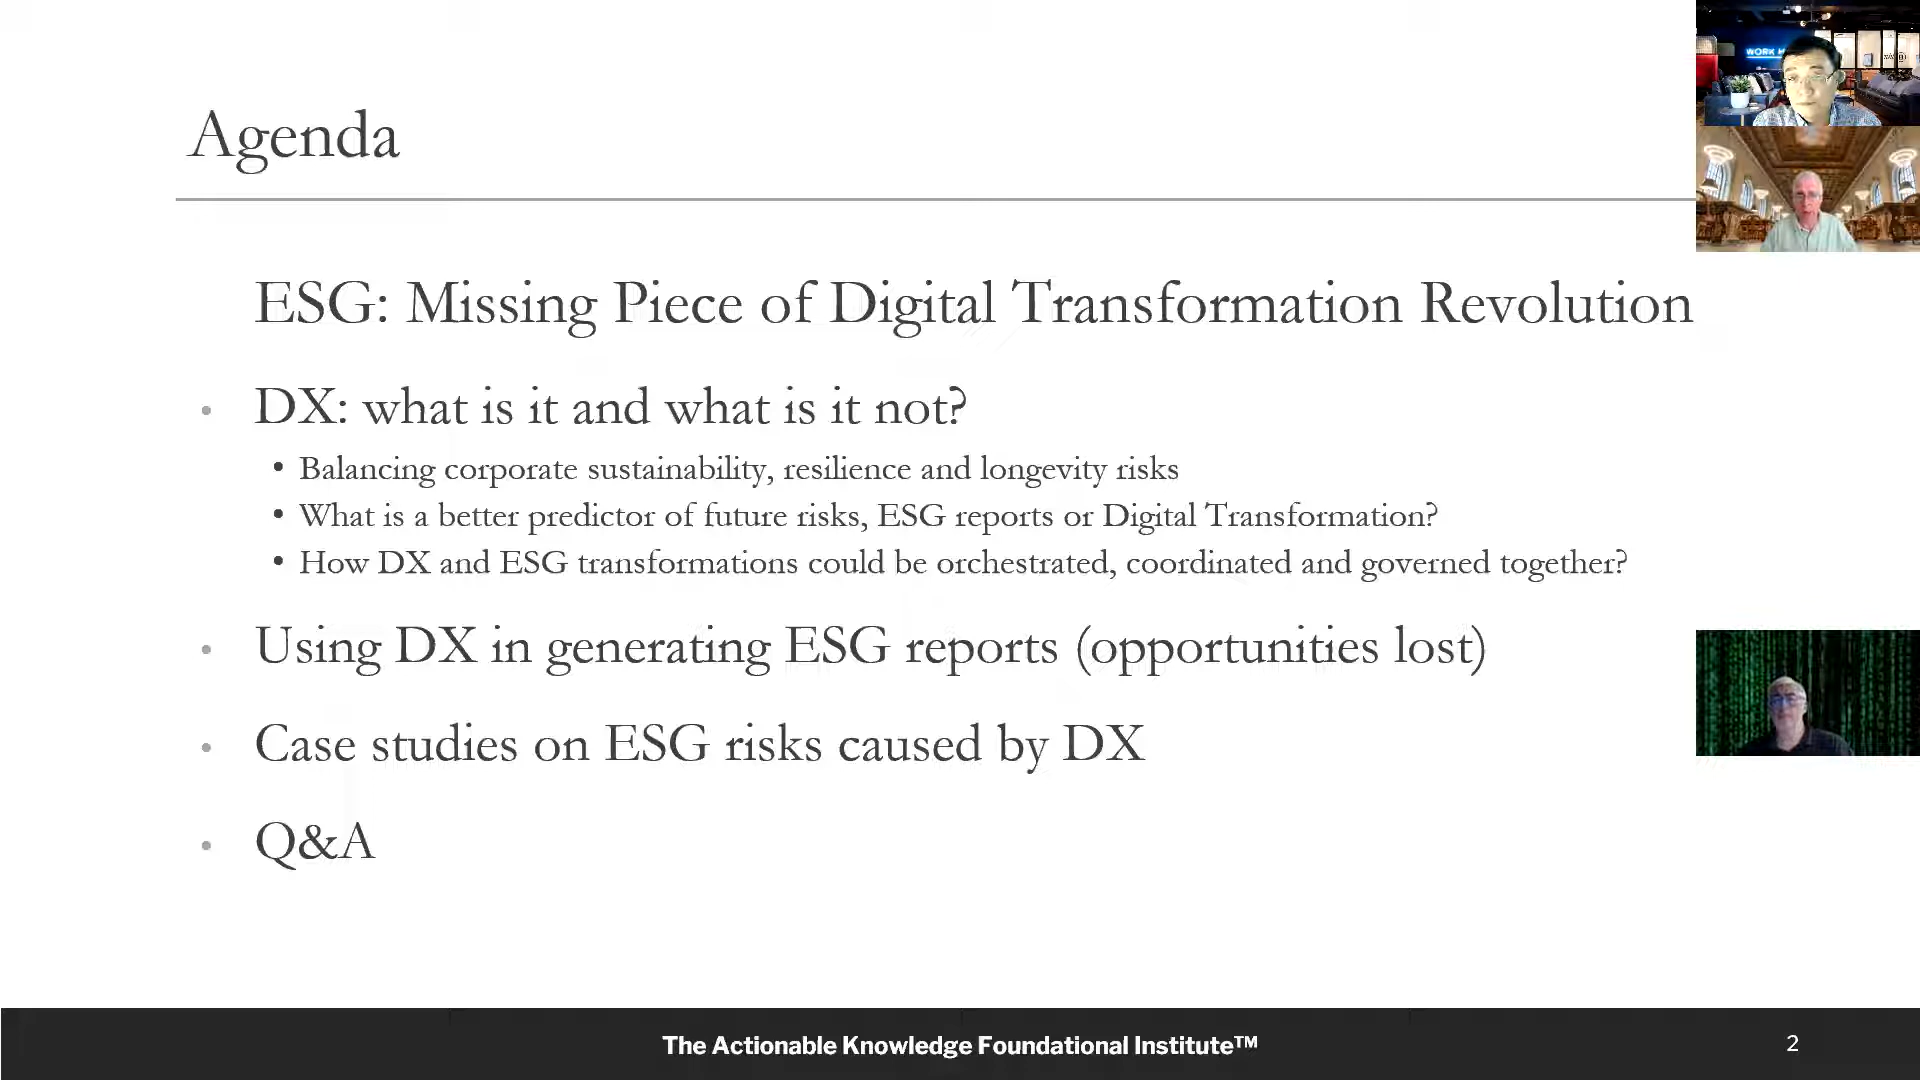 Agenda
ESG: Missing Piece of Digital Transformation Revolution
• DX: what is it and what is it not?
• Balancing corporate sustainability, resilience and longevity risks
• What is a better predictor of future risks, ESG reports or Digital Transformation?
• How DX and ESG transformations could be orchestrated, coordinated and governed together?
• Using DX in generating ESG reports (opportunities lost)
• Case studies on ESG risks caused by DX
• Q&A
The Actionable Knowledge Foundational Institute™
2
WORK